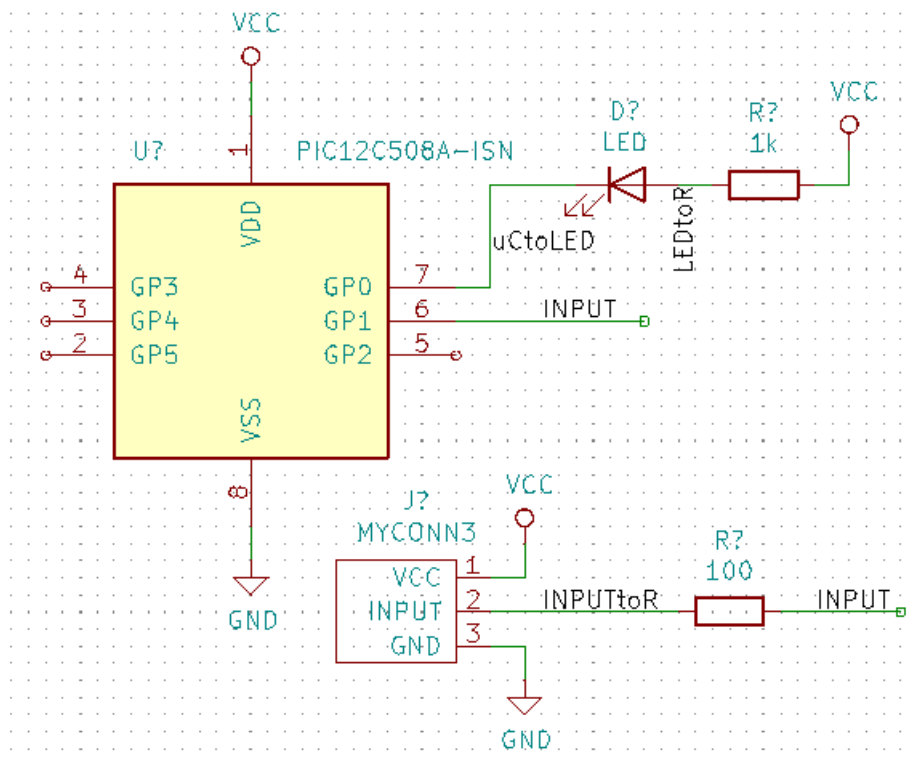 VCC
U?
1
PIC12C508A-ISN
D?
LED
R?
1k
VCC
VDD
uCtoLED
LEDtoR
4 GP3
GP0 7
3 GP4
GP1 6
INPUT
2 GP5
GP2 5
VSS
8
GND
J?
MYCONN3
VCC
VCC 1
INPUT 2
GND 3
INPUTtoR
R?
100
INPUT
GND